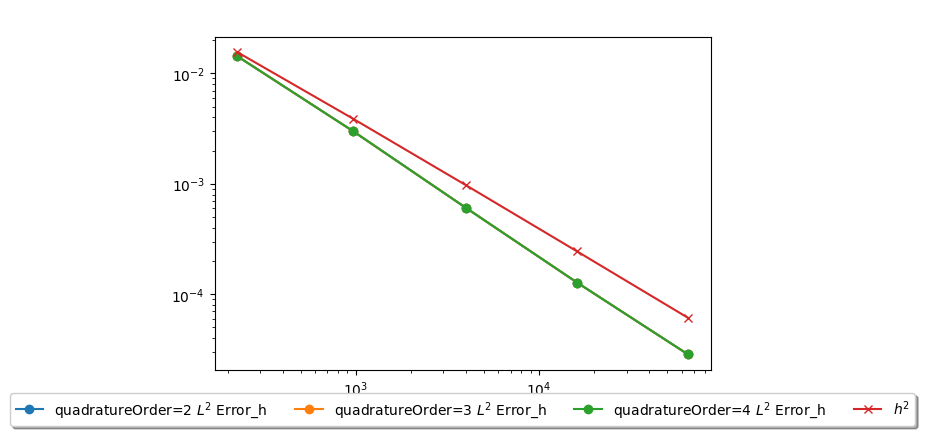 10⁻²
10⁻³
10⁻⁴
10³ 10⁴
quadratureOrder=2 L² Error_h quadratureOrder=3 L² Error_h quadratureOrder=4 L² Error_h h²